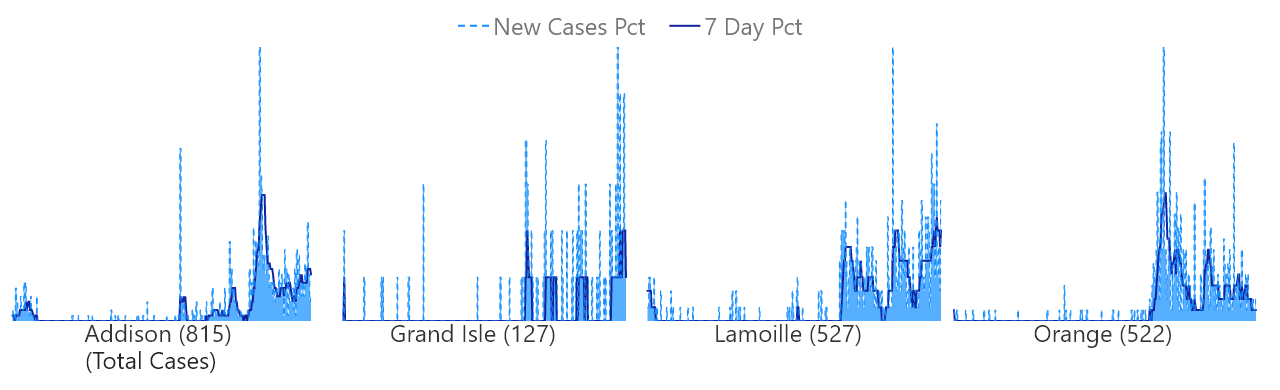 New Cases Pct 7 Day Pct
Addison (815) Grand Isle (127) Lamoille (527) Orange (522)
(Total Cases)